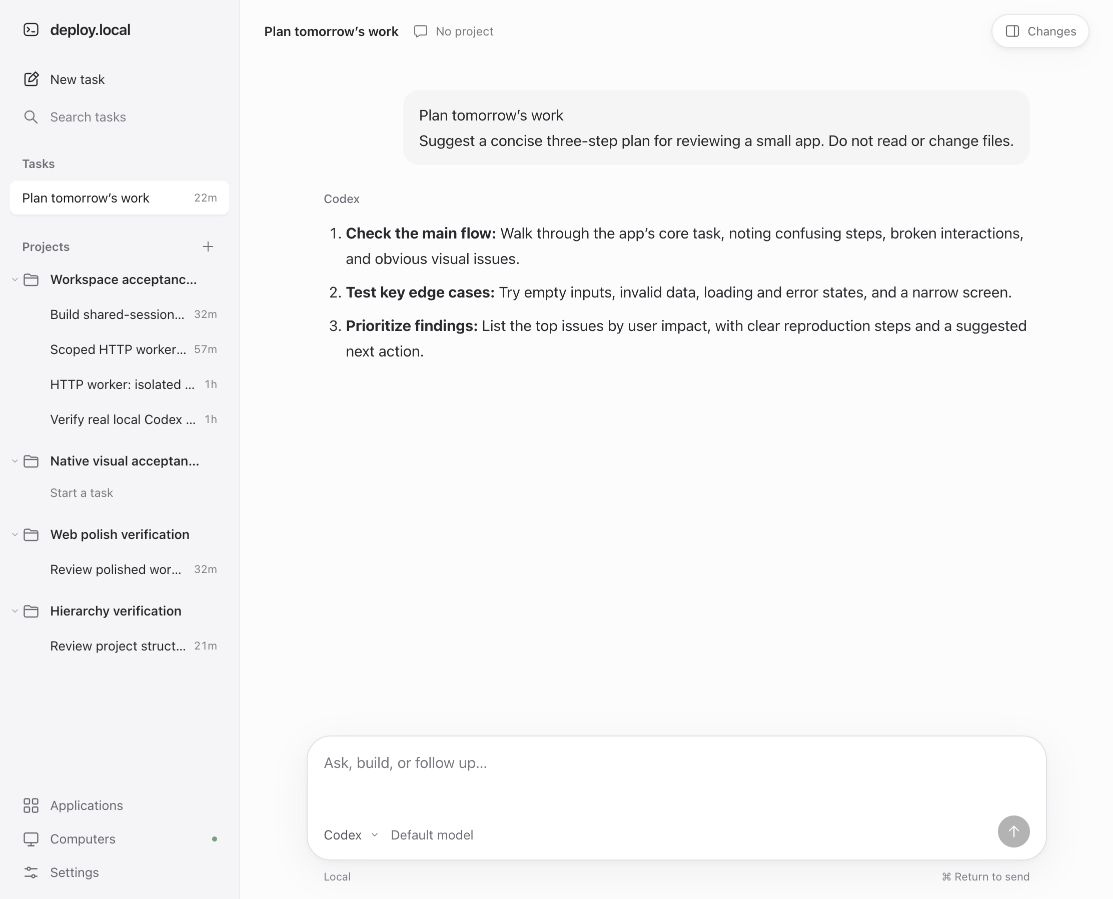 deploy.local
New task
Search tasks
Tasks
Plan tomorrow's work 22m
Projects
Workspace acceptanc...
Build shared-session... 32m
Scoped HTTP worker... 57m
HTTP worker: isolated ... 1h
Verify real local Codex ... 1h
Native visual acceptan...
Start a task
Web polish verification
Review polished wor... 32m
Hierarchy verification
Review project struct... 21m
Applications
Computers
Settings
Plan tomorrow's work No project
Changes
Plan tomorrow's work
Suggest a concise three-step plan for reviewing a small app. Do not read or change files.
Codex
1. Check the main flow: Walk through the app's core task, noting confusing steps, broken interactions,
and obvious visual issues.
2. Test key edge cases: Try empty inputs, invalid data, loading and error states, and a narrow screen.
3. Prioritize findings: List the top issues by user impact, with clear reproduction steps and a suggested
next action.
Ask, build, or follow up...
Codex Default model
Local
⌘ Return to send